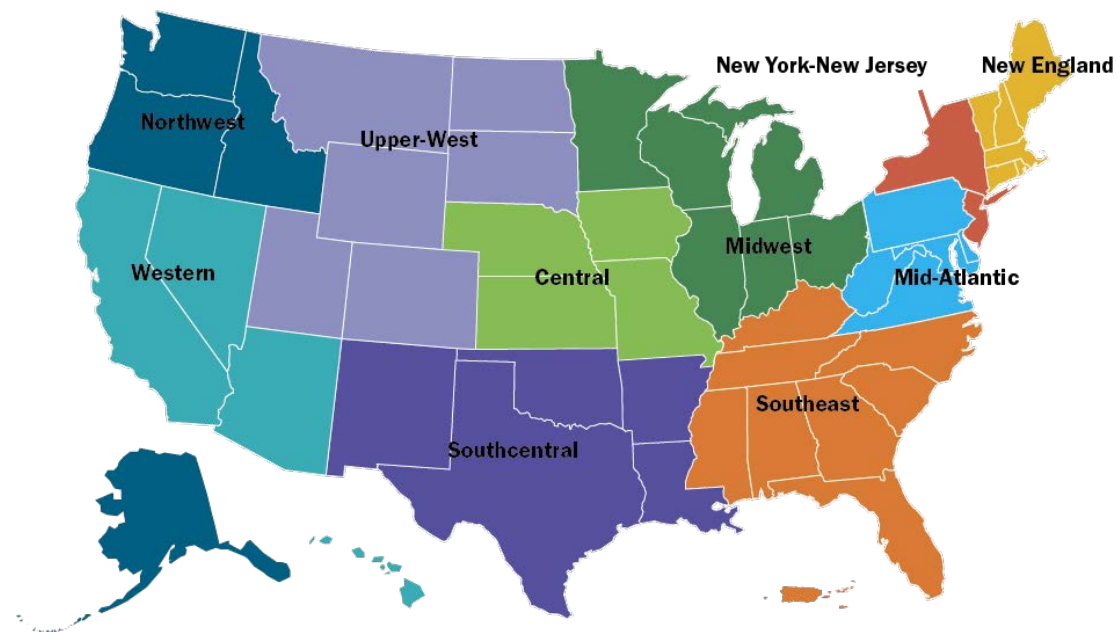 New York-New Jersey
New England
Northwest
Upper-West
Midwest
Western
Central
Mid-Atlantic
Southeast
Southcentral